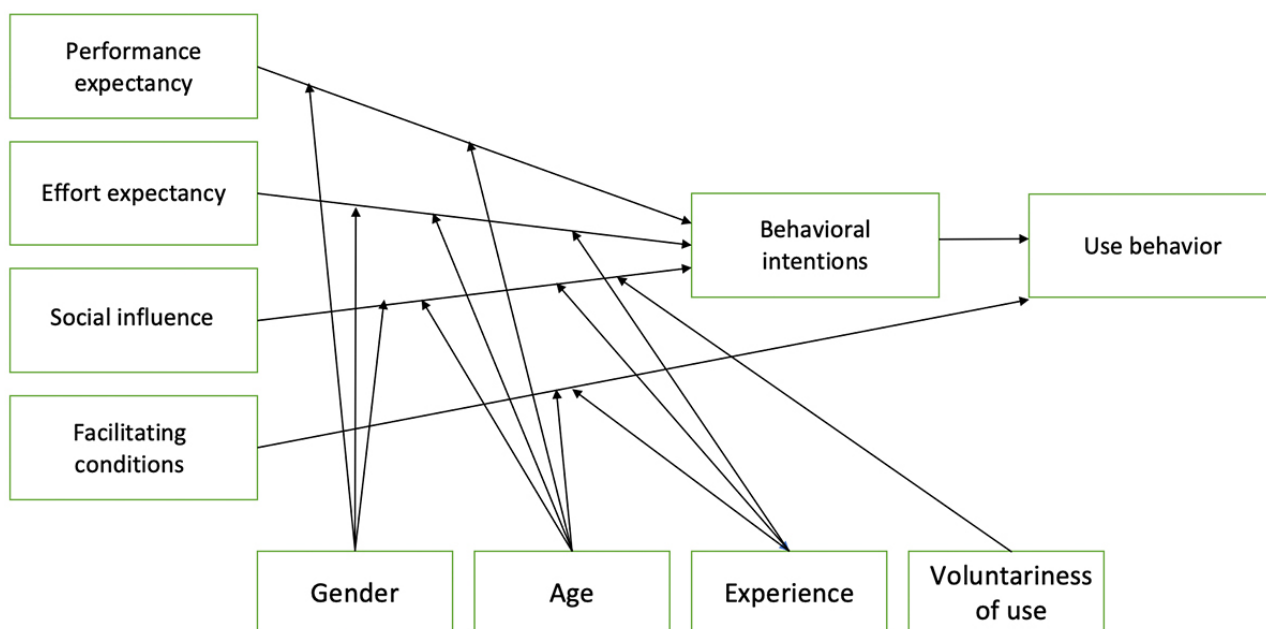 Performance
expectancy
Effort expectancy
Social influence
Facilitating
conditions
Behavioral
intentions
Use behavior
Gender
Age
Experience
Voluntariness
of use